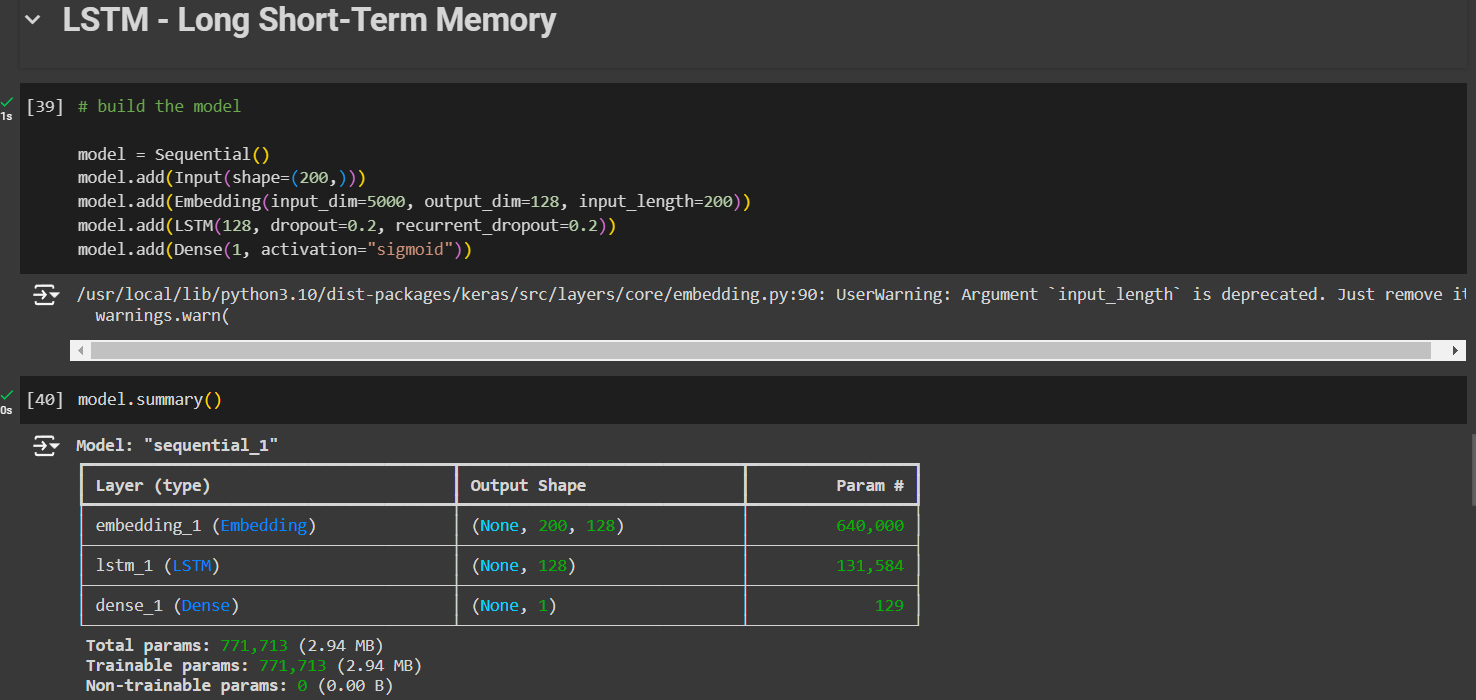 LSTM - Long Short-Term Memory
1s
[39] # build the model
model = Sequential()
model.add(Input(shape=(200,)))
model.add(Embedding(input_dim=5000, output_dim=128, input_length=200))
model.add(LSTM(128, dropout=0.2, recurrent_dropout=0.2))
model.add(Dense(1, activation="sigmoid"))
/usr/local/lib/python3.10/dist-packages/keras/src/layers/core/embedding.py:90: UserWarning: Argument `input_length` is deprecated. Just remove it
warnings.warn(
0s
[40] model.summary()
Model: "sequential_1"
Layer (type) Output Shape Param #
embedding_1 (Embedding) (None, 200, 128) 640,000
lstm_1 (LSTM) (None, 128) 131,584
dense_1 (Dense) (None, 1) 129
Total params: 771,713 (2.94 MB)
Trainable params: 771,713 (2.94 MB)
Non-trainable params: 0 (0.00 B)